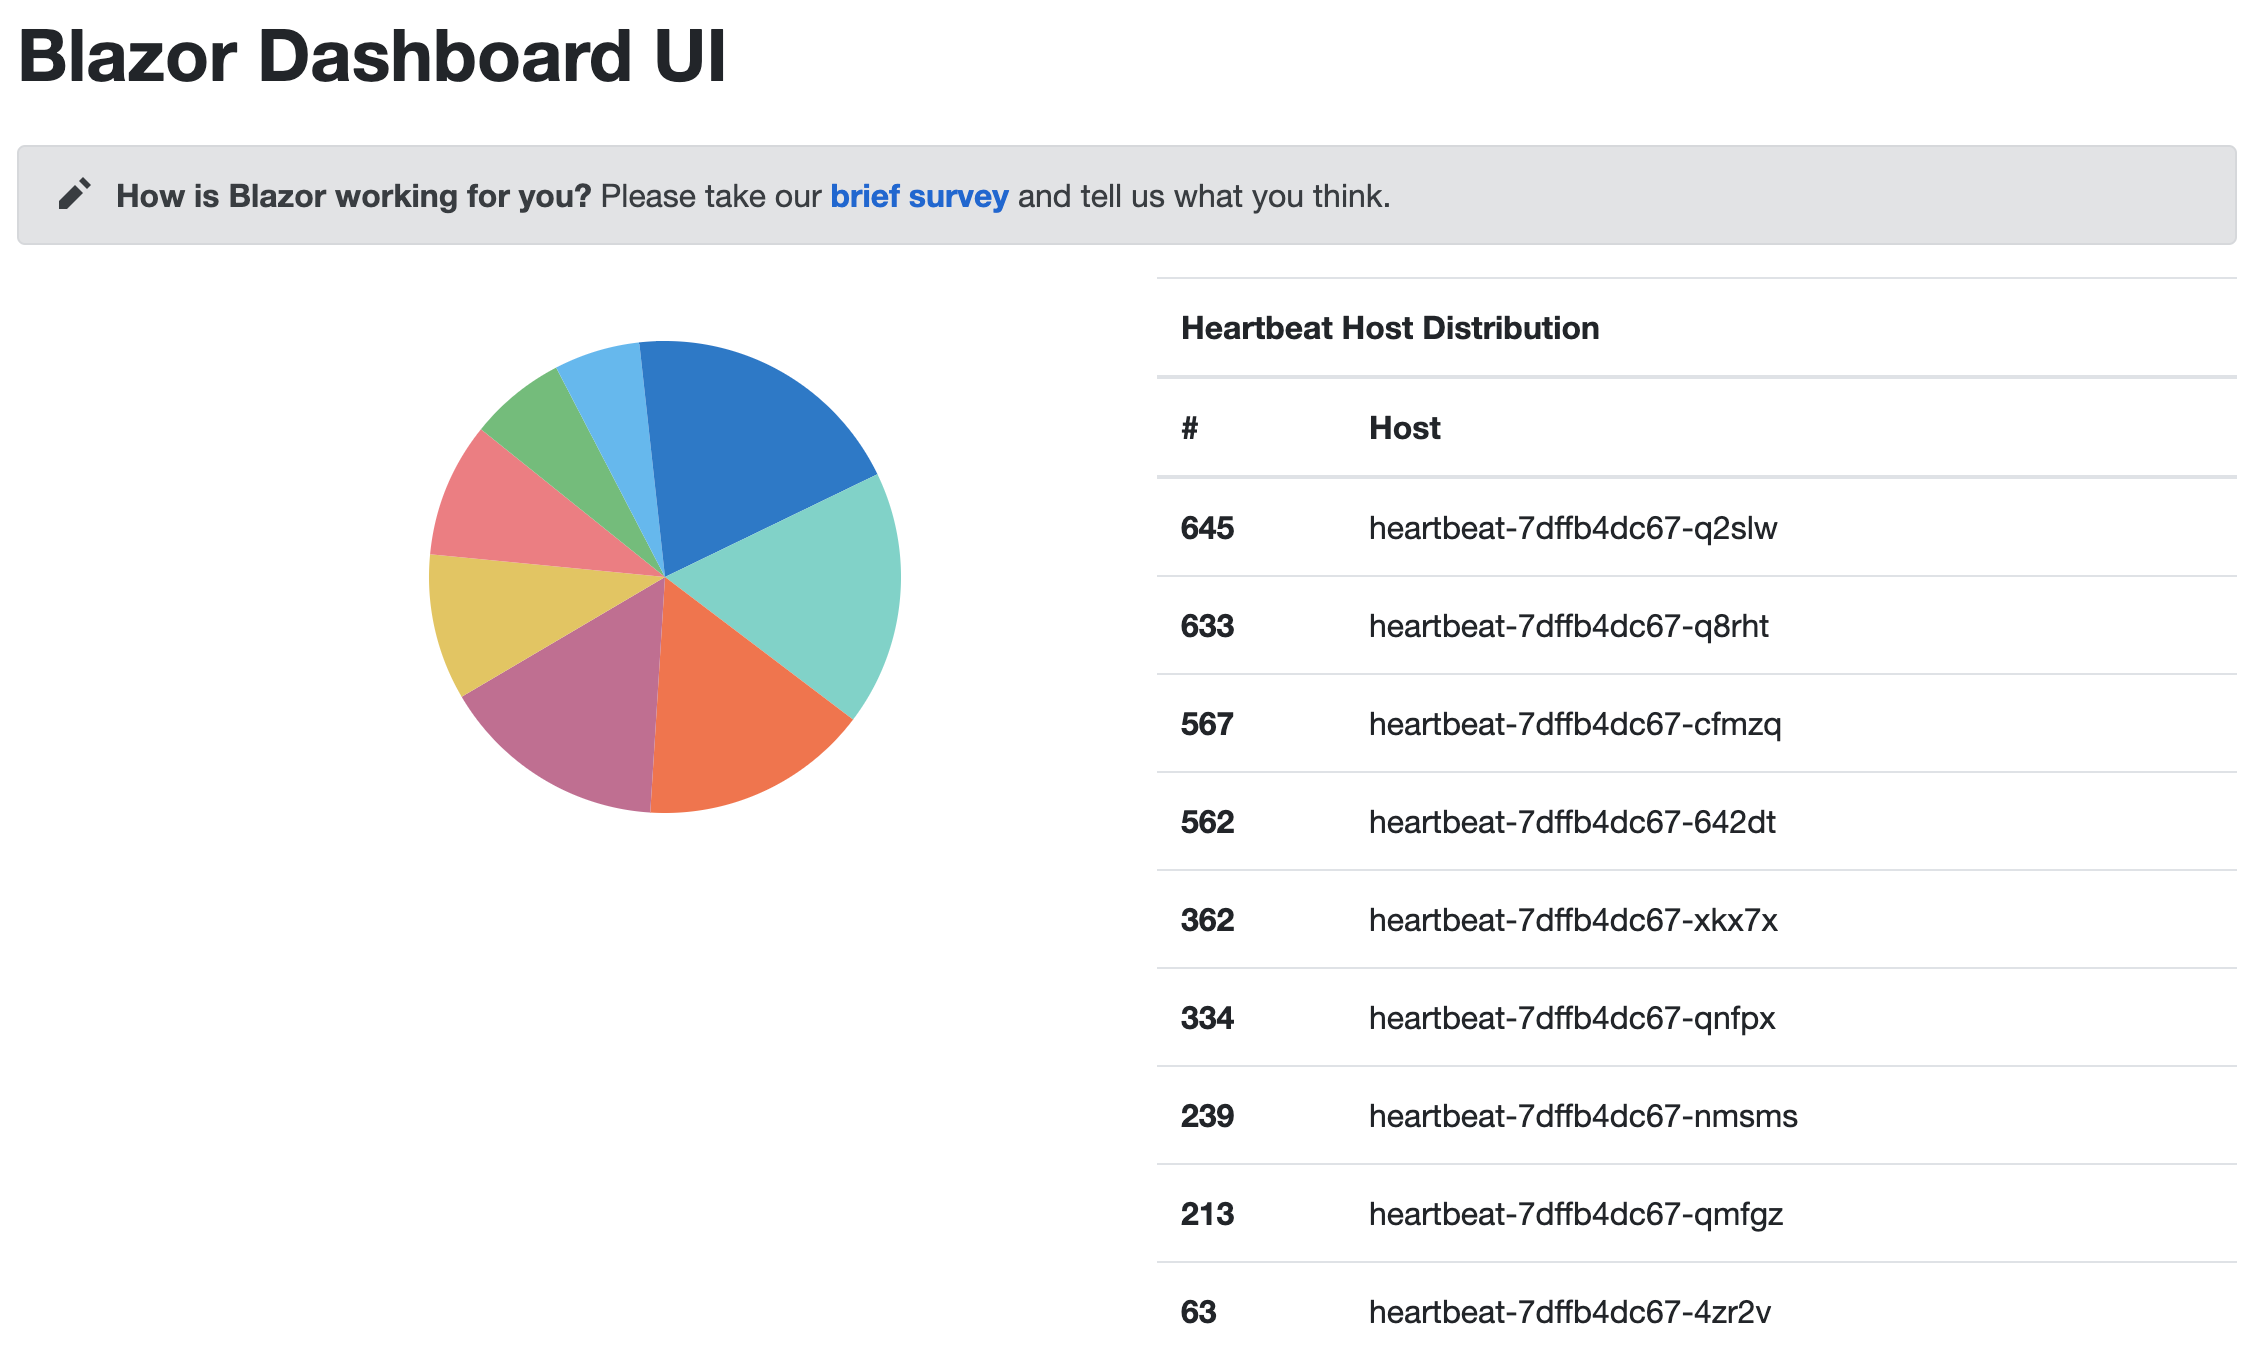 Blazor Dashboard UI
How is Blazor working for you? Please take our brief survey and tell us what you think.
Heartbeat Host Distribution
# Host
645 heartbeat-7dffb4dc67-q2slw
633 heartbeat-7dffb4dc67-q8rht
567 heartbeat-7dffb4dc67-cfmzq
562 heartbeat-7dffb4dc67-642dt
362 heartbeat-7dffb4dc67-xkx7x
334 heartbeat-7dffb4dc67-qnfpx
239 heartbeat-7dffb4dc67-nmsms
213 heartbeat-7dffb4dc67-qmfgz
63 heartbeat-7dffb4dc67-4zr2v